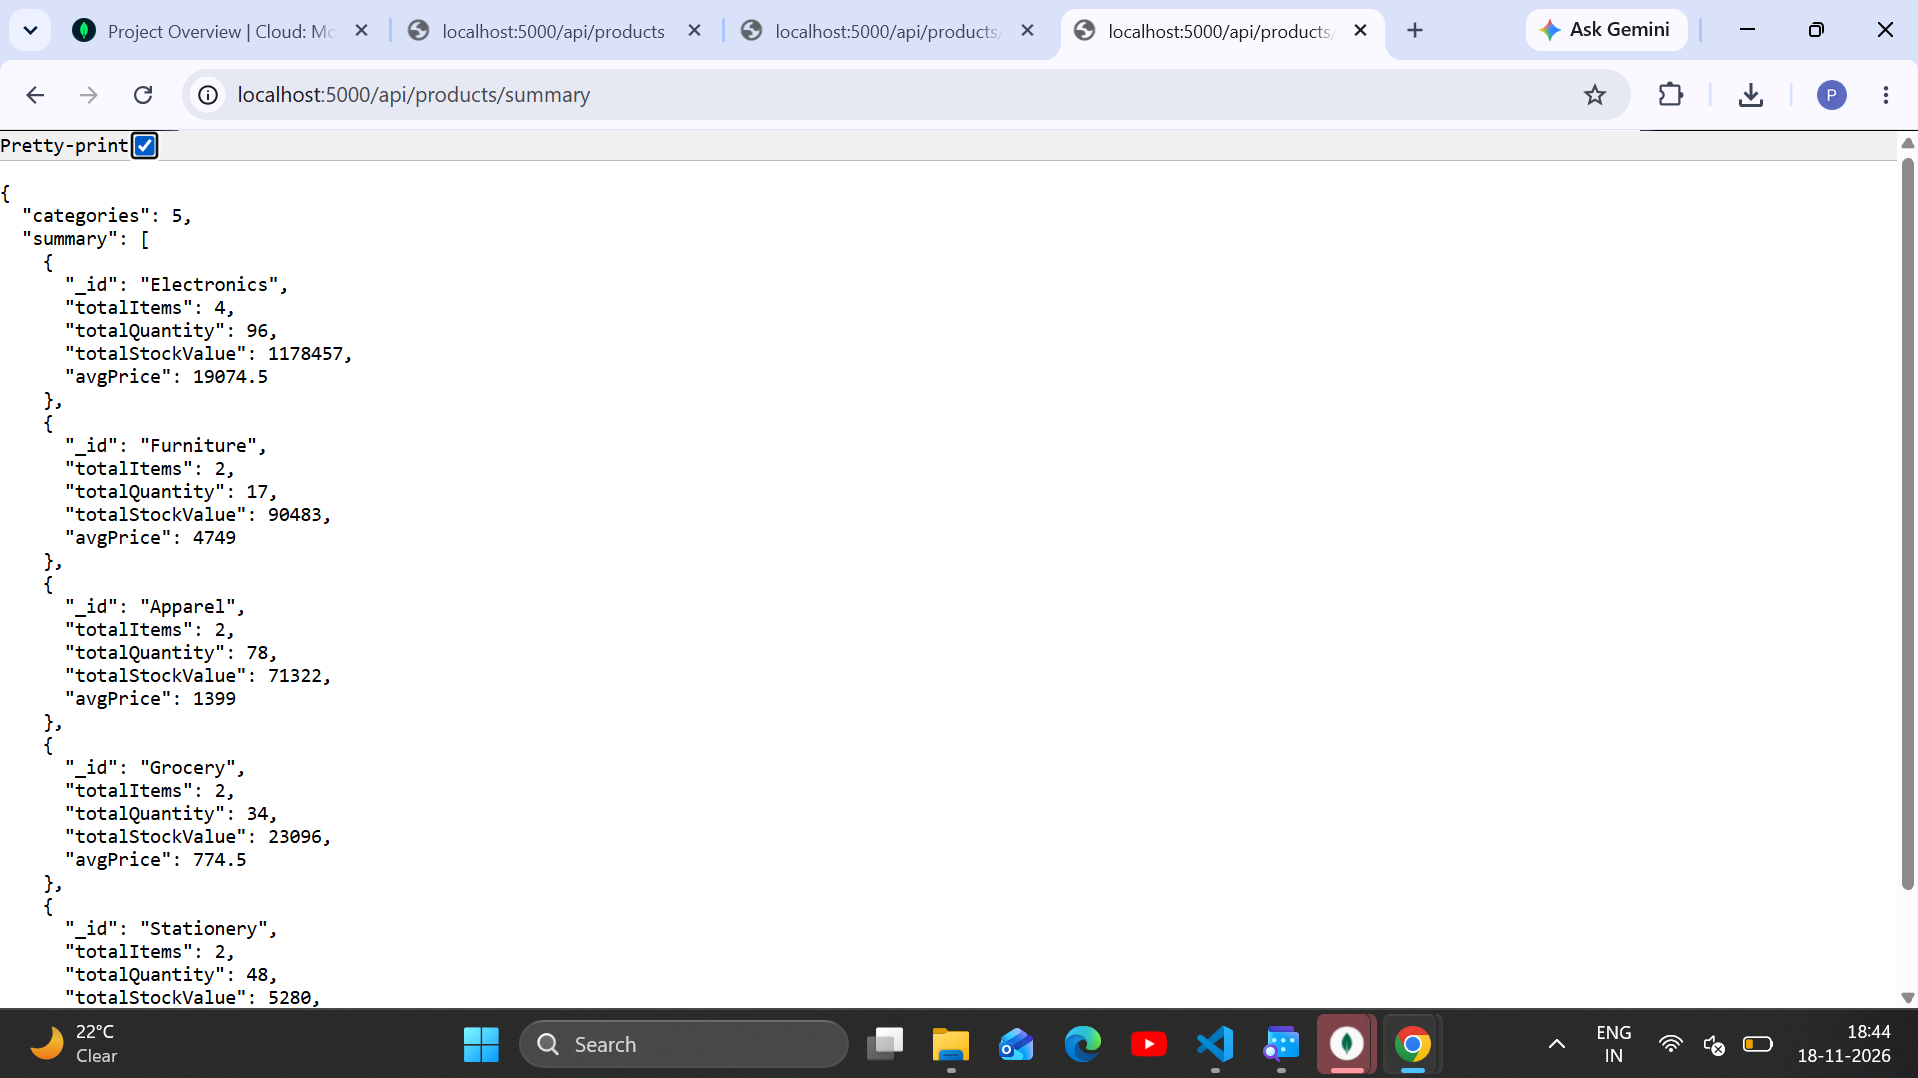 Project Overview | Cloud: Mo
localhost:5000/api/products
localhost:5000/api/products/
localhost:5000/api/products/
Ask Gemini
localhost:5000/api/products/summary
P
Pretty-print
{
  "categories": 5,
  "summary": [
    {
      "_id": "Electronics",
      "totalItems": 4,
      "totalQuantity": 96,
      "totalStockValue": 1178457,
      "avgPrice": 19074.5
    },
    {
      "_id": "Furniture",
      "totalItems": 2,
      "totalQuantity": 17,
      "totalStockValue": 90483,
      "avgPrice": 4749
    },
    {
      "_id": "Apparel",
      "totalItems": 2,
      "totalQuantity": 78,
      "totalStockValue": 71322,
      "avgPrice": 1399
    },
    {
      "_id": "Grocery",
      "totalItems": 2,
      "totalQuantity": 34,
      "totalStockValue": 23096,
      "avgPrice": 774.5
    },
    {
      "_id": "Stationery",
      "totalItems": 2,
      "totalQuantity": 48,
      "totalStockValue": 5280,
22°C
Clear
Search
ENG
IN
18:44
18-11-2026